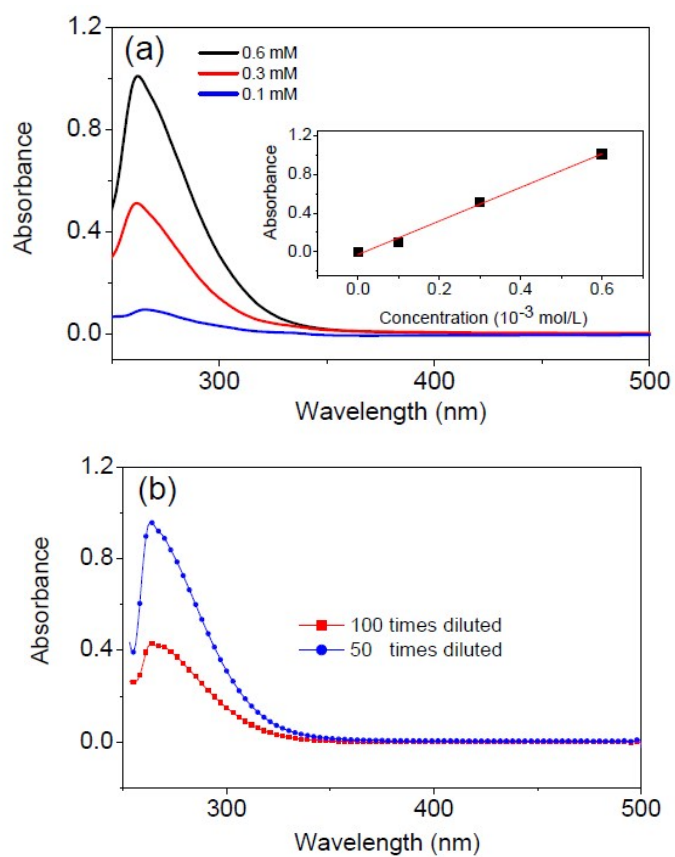 (a)
0.6 mM
0.3 mM
0.1 mM
1.2
0.8
0.4
0.0
Absorbance
300
400
500
Wavelength (nm)
1.2
0.8
0.4
0.0
Absorbance
0.0
0.2
0.4
0.6
Concentration (10⁻³ mol/L)
(b)
1.2
0.8
0.4
0.0
Absorbance
100 times diluted
50 times diluted
300
400
500
Wavelength (nm)